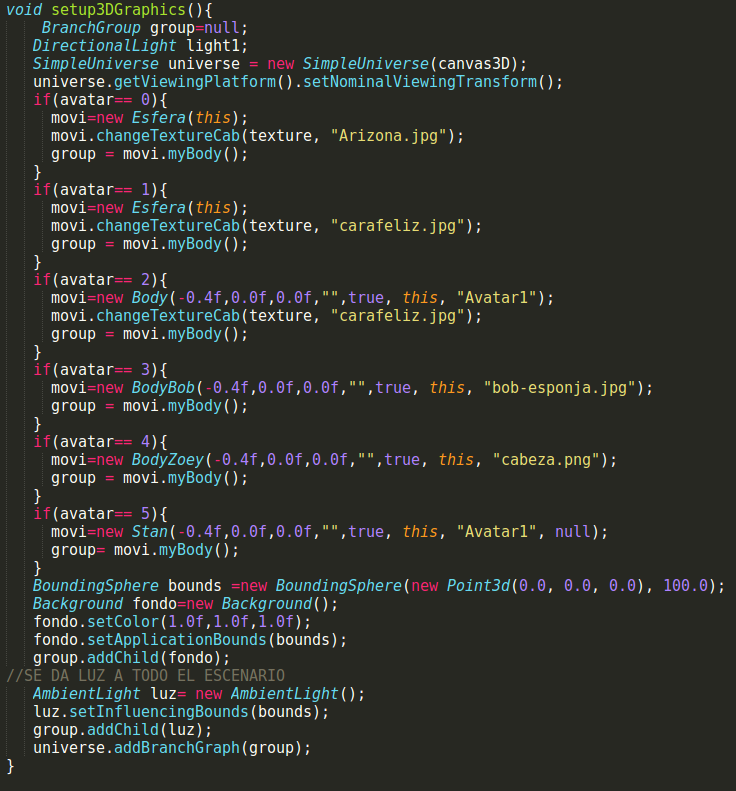 void setup3DGraphics(){
    BranchGroup group=null;
   DirectionalLight light1;
   SimpleUniverse universe = new SimpleUniverse(canvas3D);
   universe.getViewingPlatform().setNominalViewingTransform();
   if(avatar== 0){
     movi=new Esfera(this);
     movi.changeTextureCab(texture, "Arizona.jpg");
     group = movi.myBody();
   }
   if(avatar== 1){
     movi=new Esfera(this);
     movi.changeTextureCab(texture, "carafeliz.jpg");
     group = movi.myBody();
   }
   if(avatar== 2){
     movi=new Body(-0.4f,0.0f,0.0f,"",true, this, "Avatar1");
     movi.changeTextureCab(texture, "carafeliz.jpg");
     group = movi.myBody();
   }
   if(avatar== 3){
     movi=new BodyBob(-0.4f,0.0f,0.0f,"",true, this, "bob-esponja.jpg");
     group = movi.myBody();
   }
   if(avatar== 4){
     movi=new BodyZoey(-0.4f,0.0f,0.0f,"",true, this, "cabeza.png");
     group = movi.myBody();
   }
   if(avatar== 5){
     movi=new Stan(-0.4f,0.0f,0.0f,"",true, this, "Avatar1", null);
     group= movi.myBody();
   }
   BoundingSphere bounds =new BoundingSphere(new Point3d(0.0, 0.0, 0.0), 100.0);
   Background fondo=new Background();
   fondo.setColor(1.0f,1.0f,1.0f);
   fondo.setApplicationBounds(bounds);
   group.addChild(fondo);
//SE DA LUZ A TODO EL ESCENARIO
   AmbientLight luz= new AmbientLight();
   luz.setInfluencingBounds(bounds);
   group.addChild(luz);
   universe.addBranchGraph(group);
}